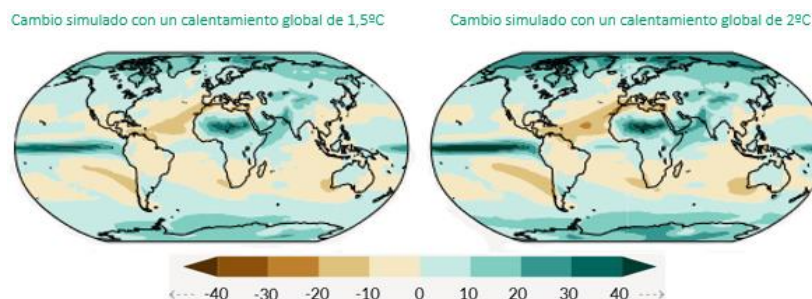 Cambio simulado con un calentamiento global de 1,5ºC
Cambio simulado con un calentamiento global de 2ºC
-40 -30 -20 -10 0 10 20 30 40